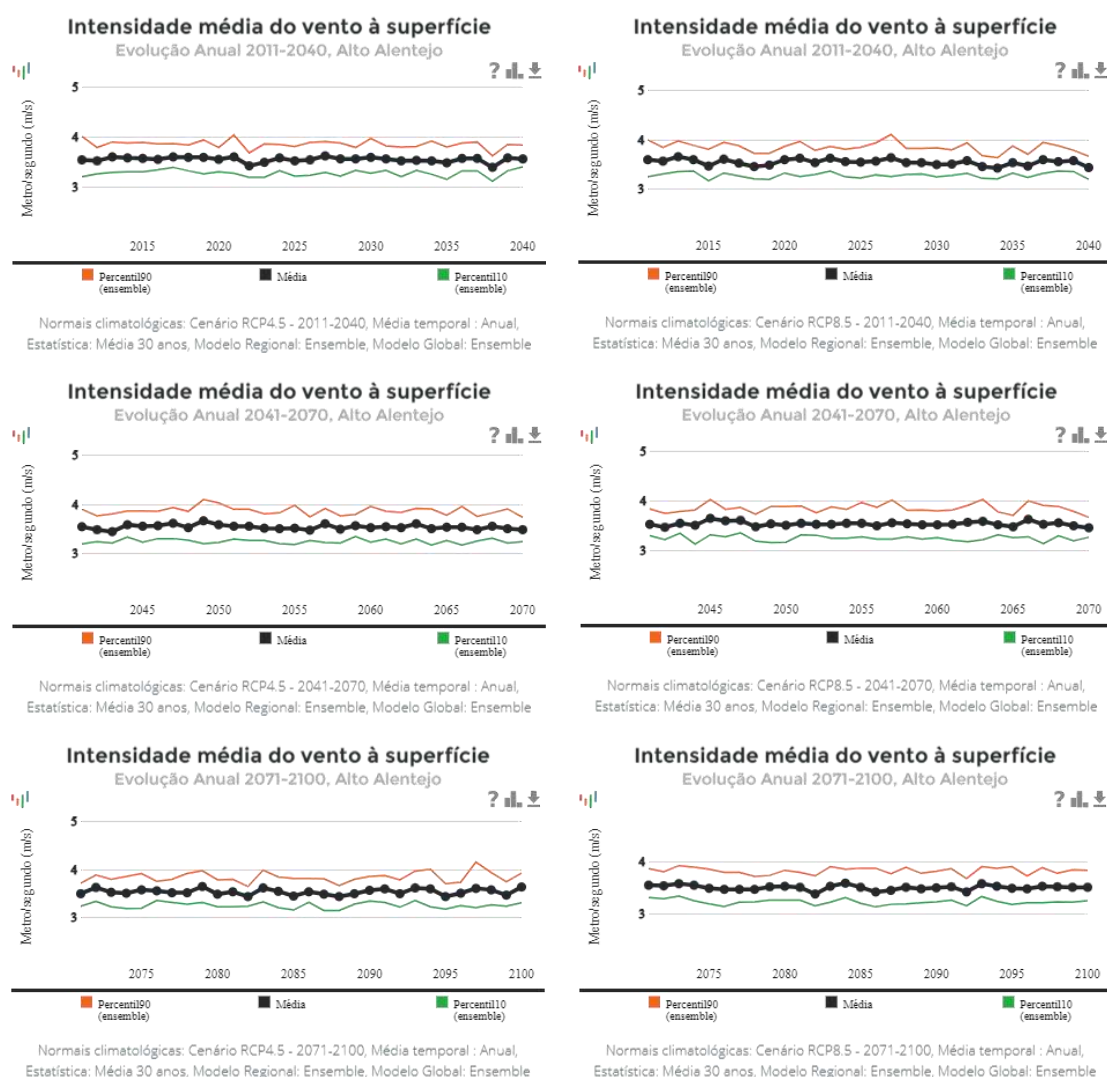 Intensidade média do vento à superfície
Evolução Anual 2011-2040, Alto Alentejo
?
Metro/segundo (m/s)
5
4
3
2015 2020 2025 2030 2035 2040
Percentil90 (ensemble)
Média
Percentil10 (ensemble)
Normais climatológicas: Cenário RCP4.5 - 2011-2040, Média temporal : Anual,
Estatística: Média 30 anos, Modelo Regional: Ensemble, Modelo Global: Ensemble
Intensidade média do vento à superfície
Evolução Anual 2011-2040, Alto Alentejo
?
Metro/segundo (m/s)
5
4
3
2015 2020 2025 2030 2035 2040
Percentil90 (ensemble)
Média
Percentil10 (ensemble)
Normais climatológicas: Cenário RCP8.5 - 2011-2040, Média temporal : Anual,
Estatística: Média 30 anos, Modelo Regional: Ensemble, Modelo Global: Ensemble
Intensidade média do vento à superfície
Evolução Anual 2041-2070, Alto Alentejo
?
Metro/segundo (m/s)
5
4
3
2045 2050 2055 2060 2065 2070
Percentil90 (ensemble)
Média
Percentil10 (ensemble)
Normais climatológicas: Cenário RCP4.5 - 2041-2070, Média temporal : Anual,
Estatística: Média 30 anos, Modelo Regional: Ensemble, Modelo Global: Ensemble
Intensidade média do vento à superfície
Evolução Anual 2041-2070, Alto Alentejo
?
Metro/segundo (m/s)
5
4
3
2045 2050 2055 2060 2065 2070
Percentil90 (ensemble)
Média
Percentil10 (ensemble)
Normais climatológicas: Cenário RCP8.5 - 2041-2070, Média temporal : Anual,
Estatística: Média 30 anos, Modelo Regional: Ensemble, Modelo Global: Ensemble
Intensidade média do vento à superfície
Evolução Anual 2071-2100, Alto Alentejo
?
Metro/segundo (m/s)
5
4
3
2075 2080 2085 2090 2095 2100
Percentil90 (ensemble)
Média
Percentil10 (ensemble)
Normais climatológicas: Cenário RCP4.5 - 2071-2100, Média temporal : Anual,
Estatística: Média 30 anos, Modelo Regional: Ensemble, Modelo Global: Ensemble
Intensidade média do vento à superfície
Evolução Anual 2071-2100, Alto Alentejo
?
Metro/segundo (m/s)
4
3
2075 2080 2085 2090 2095 2100
Percentil90 (ensemble)
Média
Percentil10 (ensemble)
Normais climatológicas: Cenário RCP8.5 - 2071-2100, Média temporal : Anual,
Estatística: Média 30 anos, Modelo Regional: Ensemble, Modelo Global: Ensemble